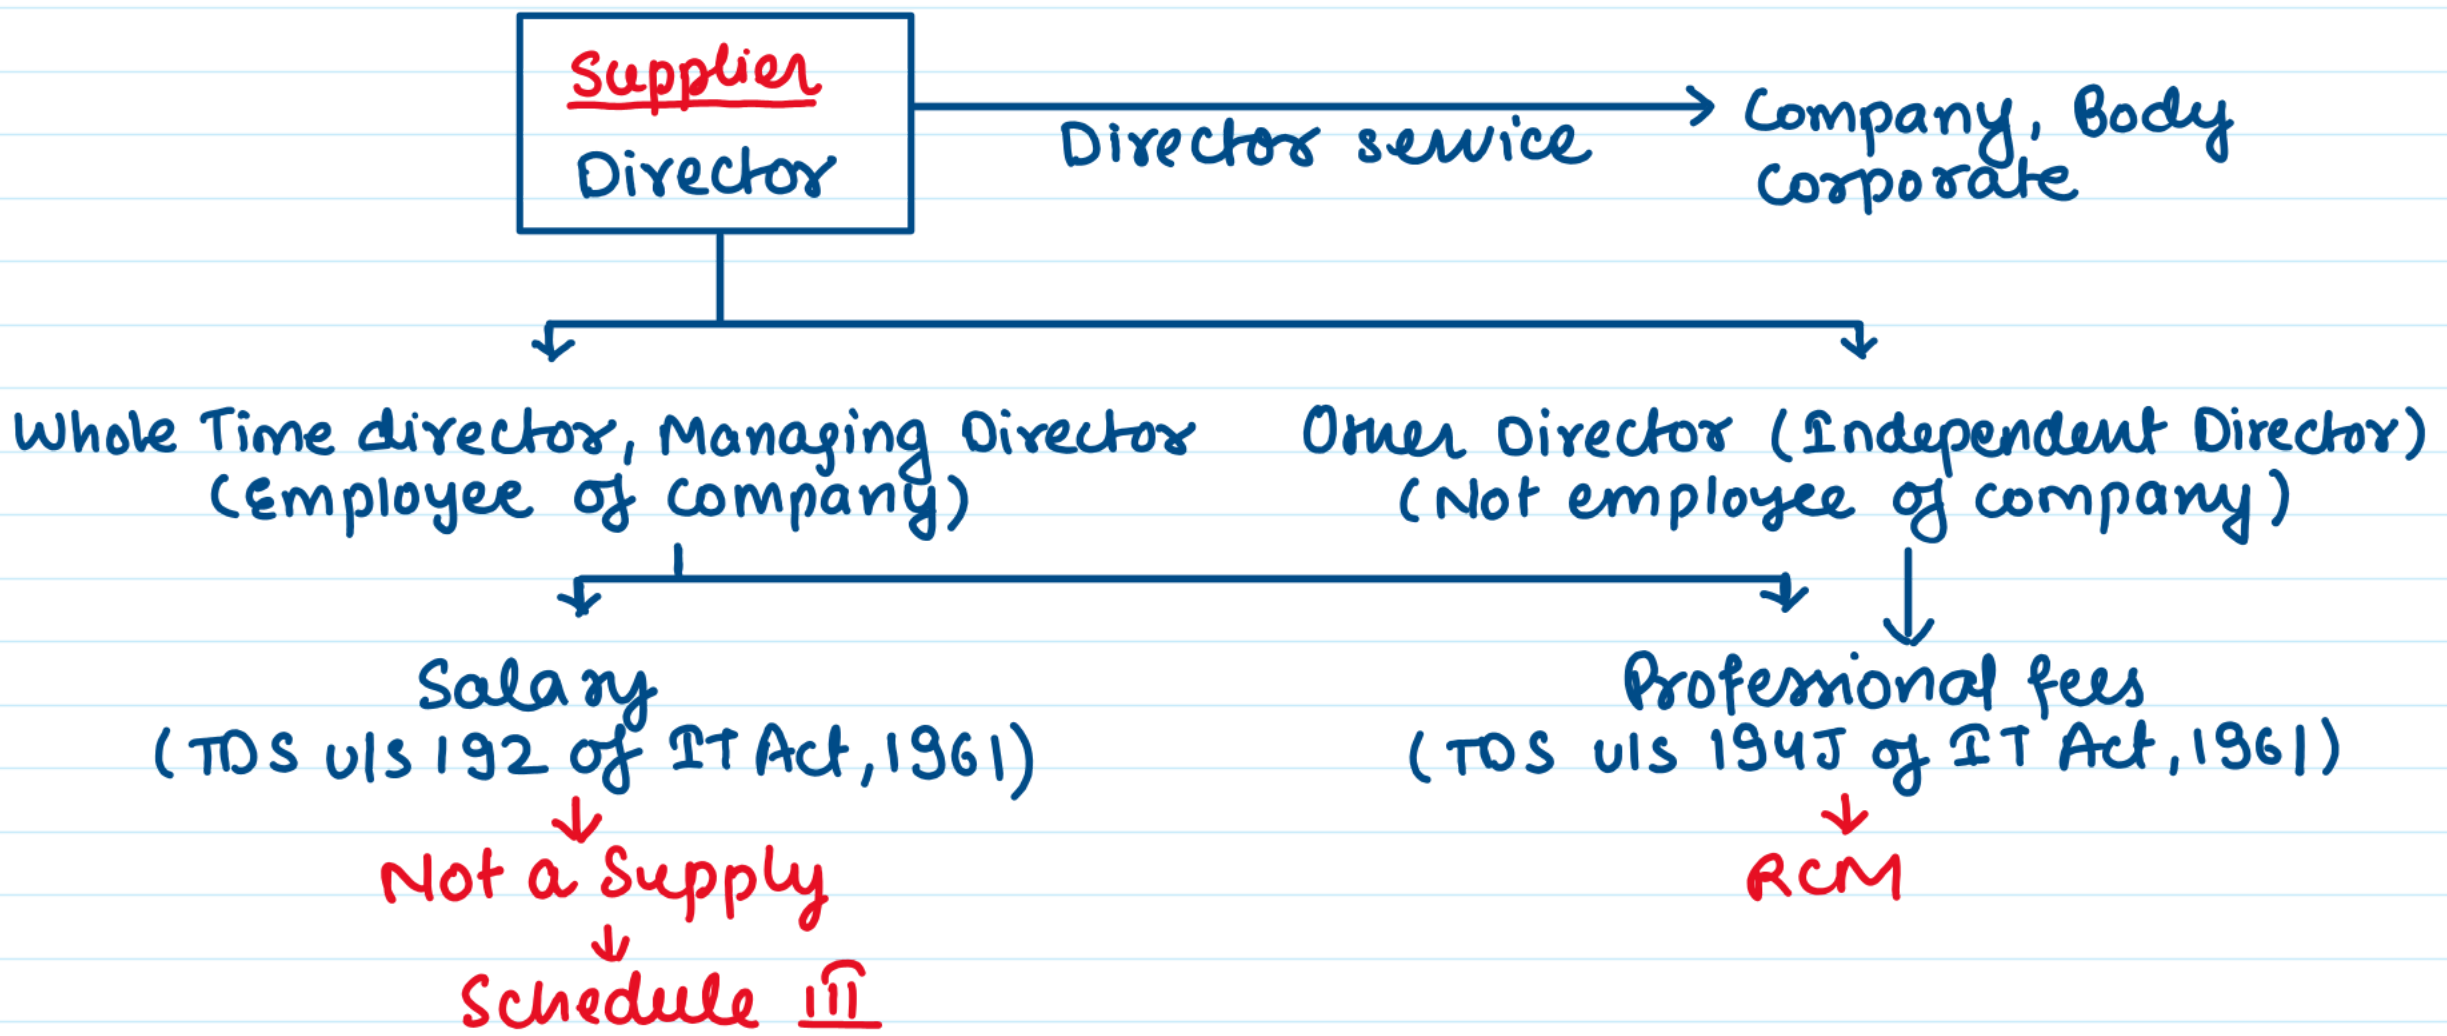 Supplier
Director
Director service
Company, Body
Corporate
Whole Time director, Managing Director
(Employee of company)
Other Director (Independent Director)
(Not employee of company)
Salary
(TDS u/s 192 of IT Act, 1961)
Professional fees
(TDS u/s 194J of IT Act, 1961)
Not a Supply
RCM
Schedule III